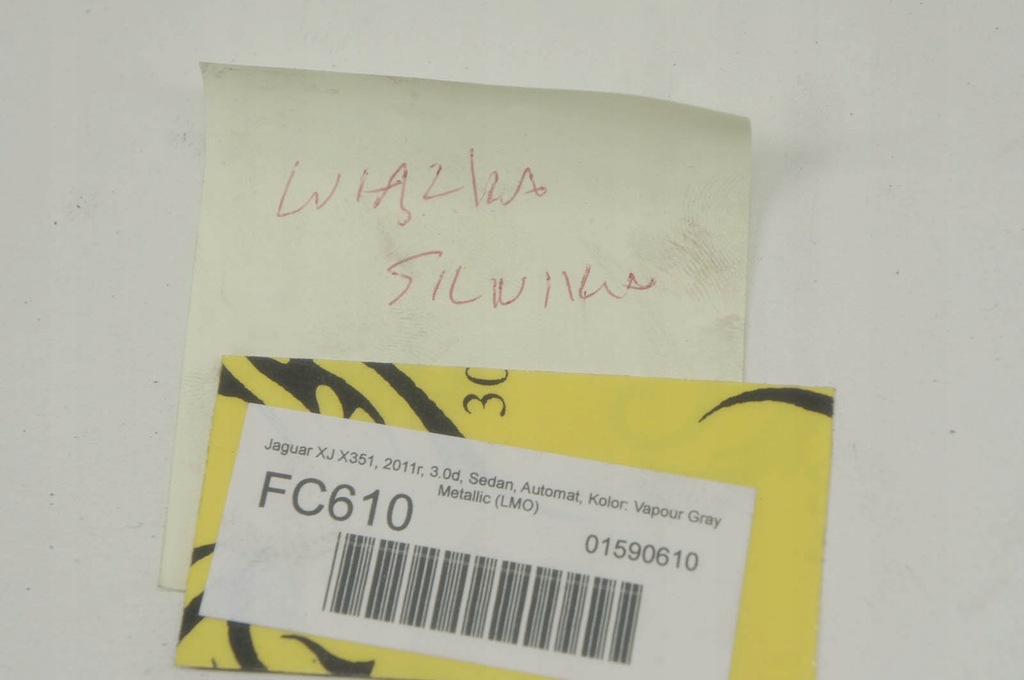 WIĄZKA
SILNIKA
30
Jaguar XJ X351, 2011r, 3.0d, Sedan, Automat, Kolor: Vapour Gray
Metallic (LMO)
FC610
01590610